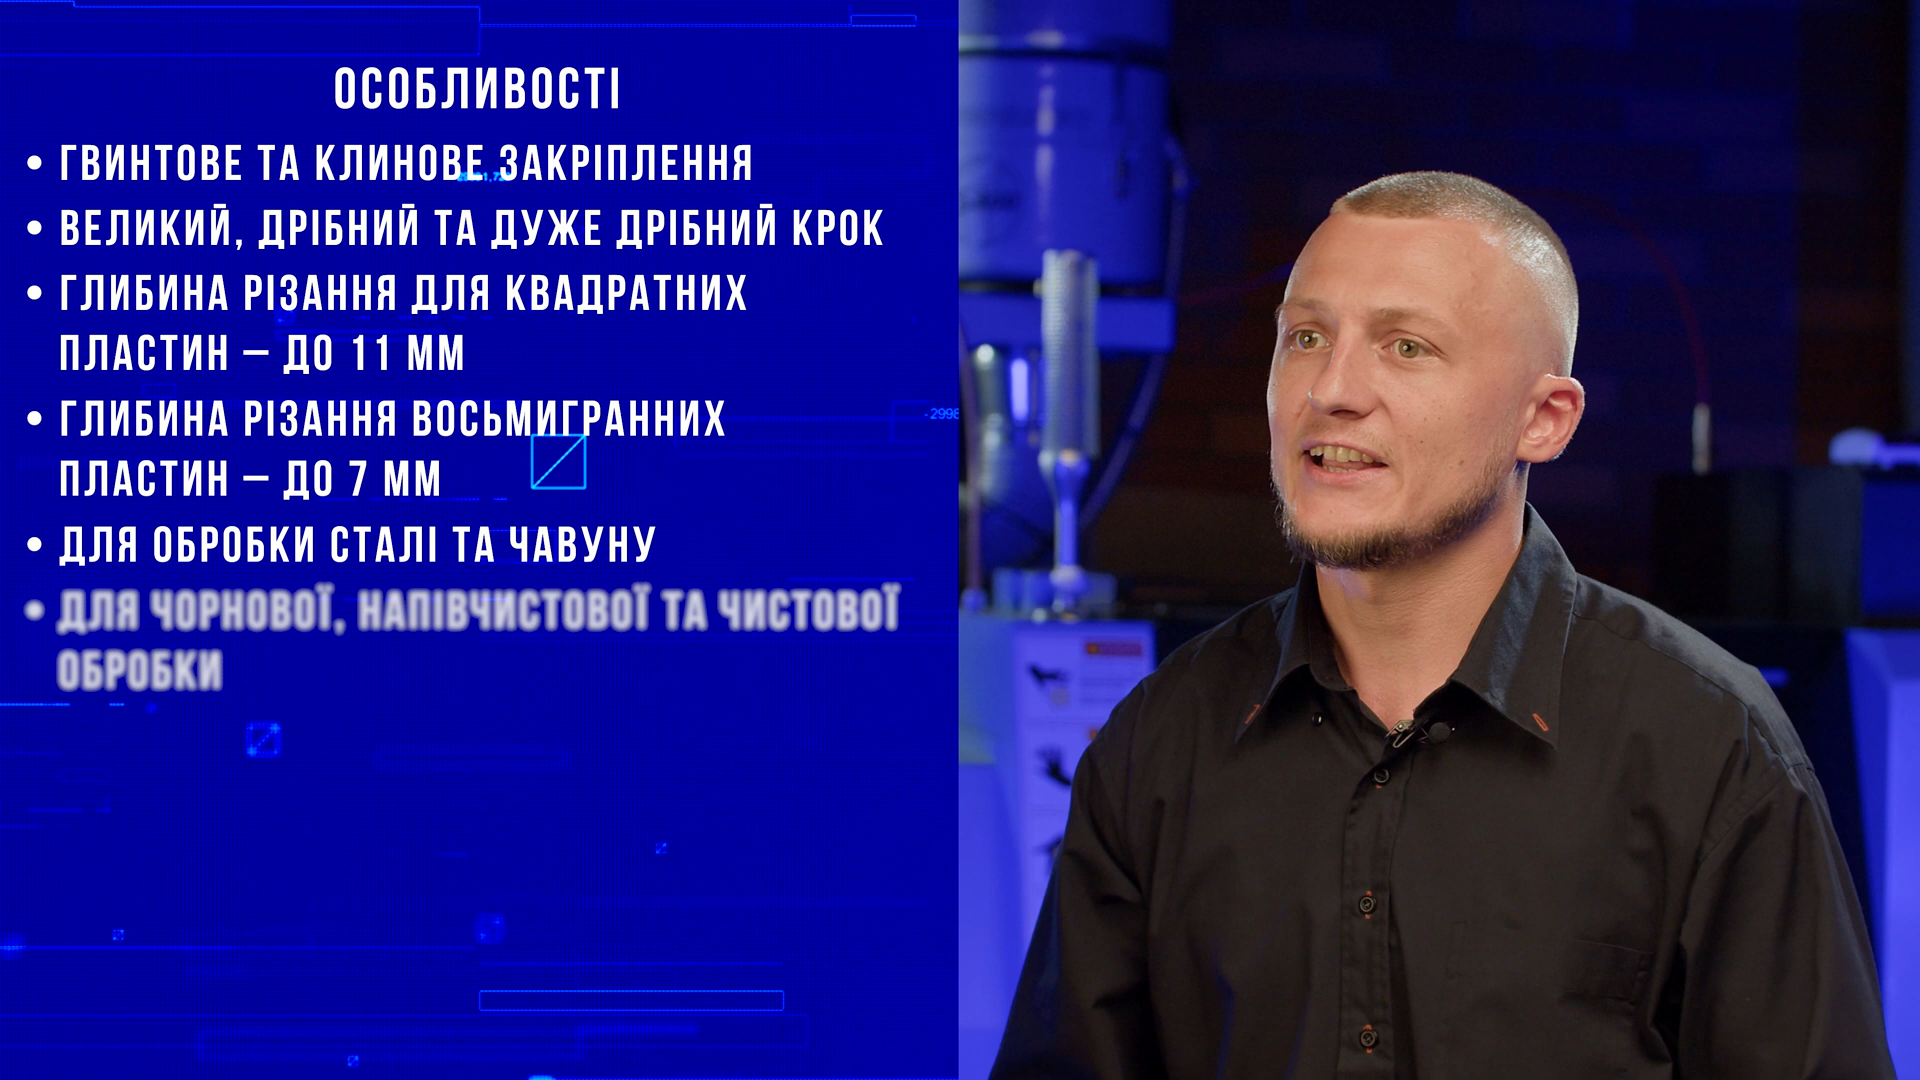 ОСОБЛИВОСТІ
• ГВИНТОВЕ ТА КЛИНОВЕ ЗАКРІПЛЕННЯ
• ВЕЛИКИЙ, ДРІБНИЙ ТА ДУЖЕ ДРІБНИЙ КРОК
• ГЛИБИНА РІЗАННЯ ДЛЯ КВАДРАТНИХ
ПЛАСТИН – ДО 11 ММ
• ГЛИБИНА РІЗАННЯ ВОСЬМИГРАННИХ
ПЛАСТИН – ДО 7 ММ
• ДЛЯ ОБРОБКИ СТАЛІ ТА ЧАВУНУ
• ДЛЯ ЧОРНОВОЇ, НАПІВЧИСТОВОЇ ТА ЧИСТОВОЇ
ОБРОБКИ